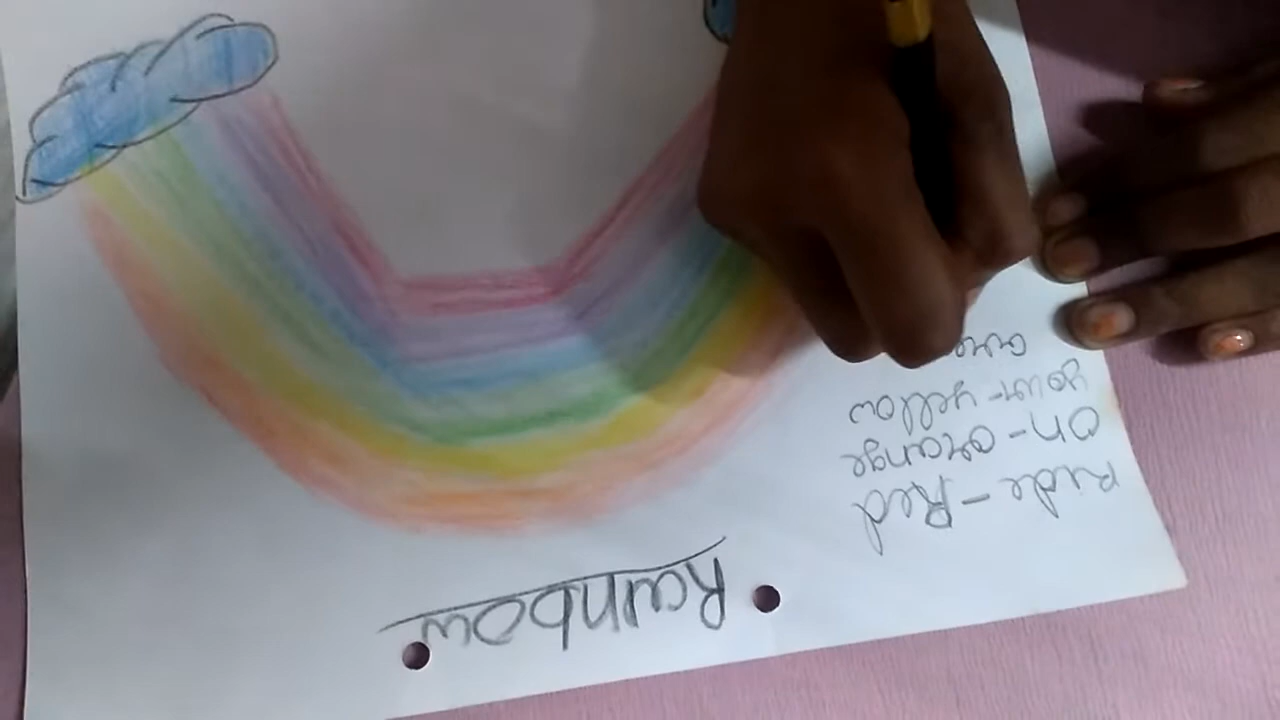 Rainbow
Ride - Red
on - orange
your - yellow